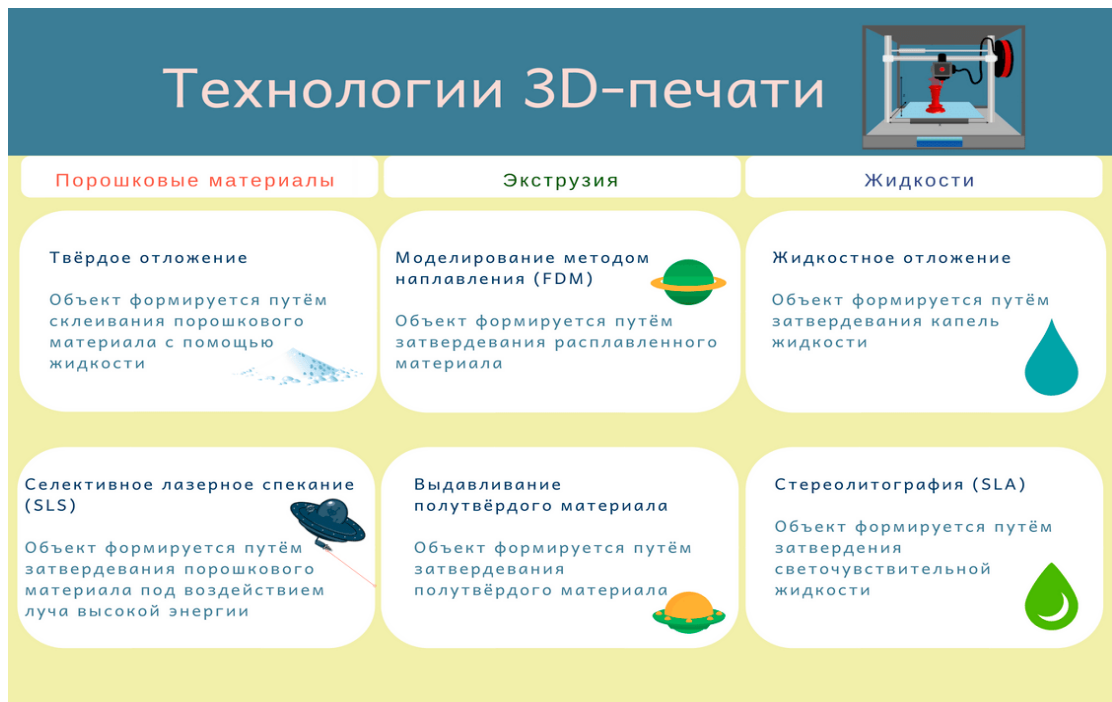 Технологии 3D-печати
Порошковые материалы
Экструзия
Жидкости
Твёрдое отложение
Объект формируется путём
склеивания порошкового
материала с помощью
жидкости
Моделирование методом
наплавления (FDM)
Объект формируется путём
затвердевания расплавленного
материала
Жидкостное отложение
Объект формируется путём
затвердевания капель
жидкости
Селективное лазерное спекание
(SLS)
Объект формируется путём
затвердевания порошкового
материала под воздействием
луча высокой энергии
Выдавливание
полутвёрдого материала
Объект формируется путём
затвердевания
полутвёрдого материала
Стереолитография (SLA)
Объект формируется путём
затвердения
светочувствительной
жидкости